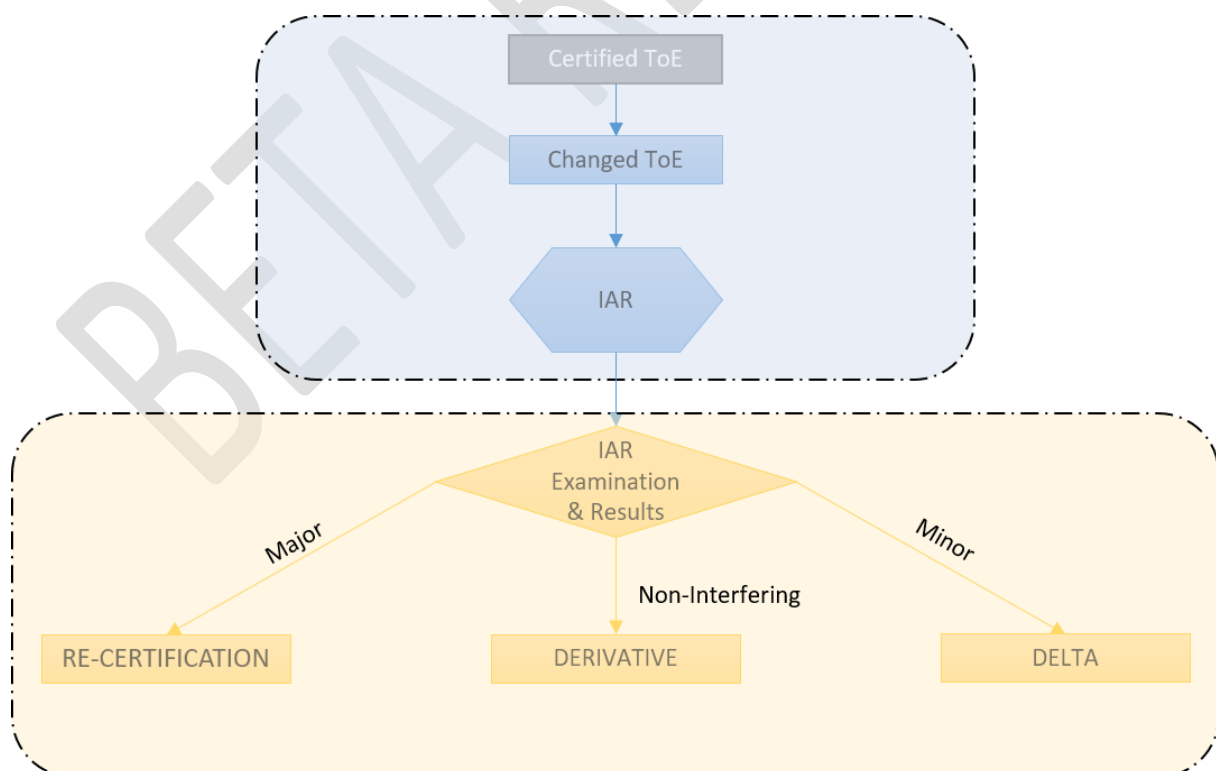 BETA
Certified ToE
Changed ToE
IAR
IAR
Examination
& Results
Major
Minor
Non-Interfering
RE-CERTIFICATION
DERIVATIVE
DELTA